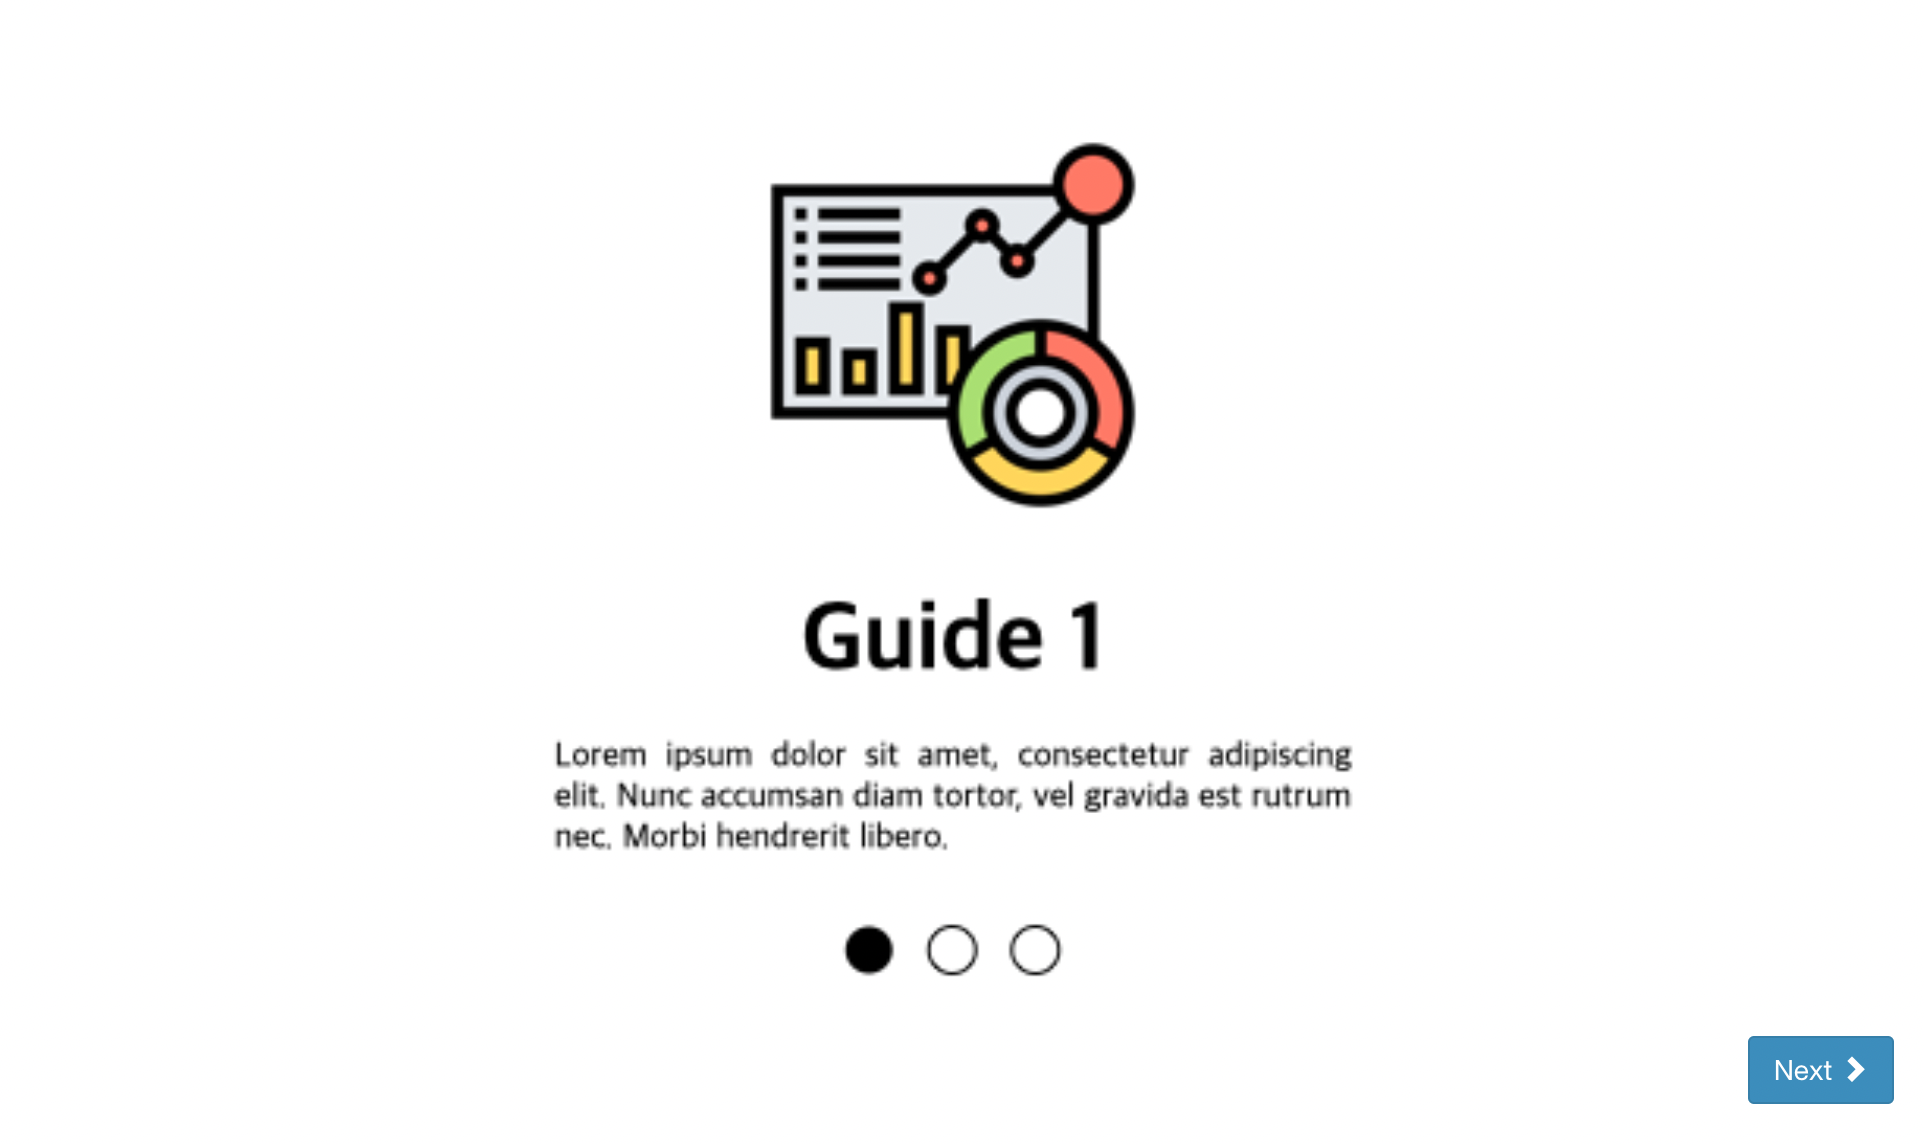 Guide 1
Lorem ipsum dolor sit amet, consectetur adipiscing
elit. Nunc accumsan diam tortor, vel gravida est rutrum
nec. Morbi hendrerit libero.
Next